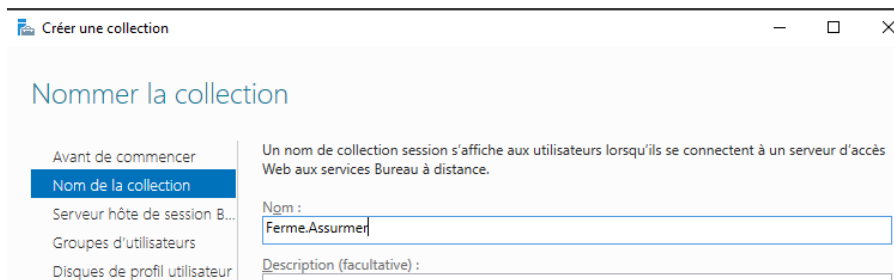 Créer une collection
Nommer la collection
Avant de commencer
Nom de la collection
Serveur hôte de session B...
Groupes d'utilisateurs
Disques de profil utilisateur
Un nom de collection session s'affiche aux utilisateurs lorsqu'ils se connectent à un serveur d'accès
Web aux services Bureau à distance.
Nom :
Ferme.Assurmer
Description (facultative) :